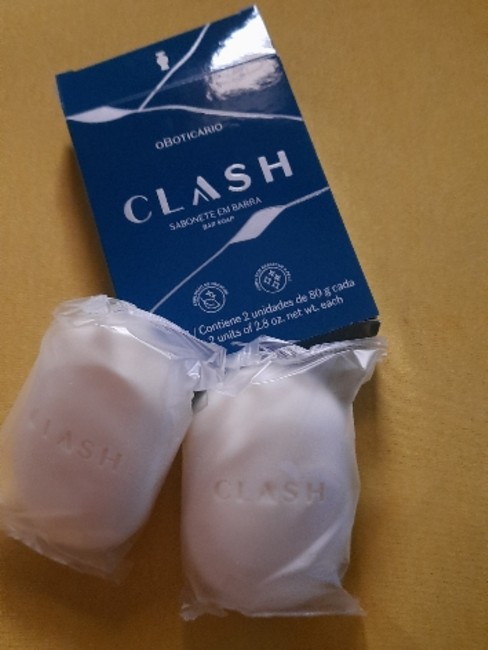 oBOTICÁRIO
CLASH
SABONETE EM BARRA
BAR SOAP
/ Contiene 2 unidades de 80 g cada
2 units of 2.8 oz. net wt. each
CLASH
CLASH